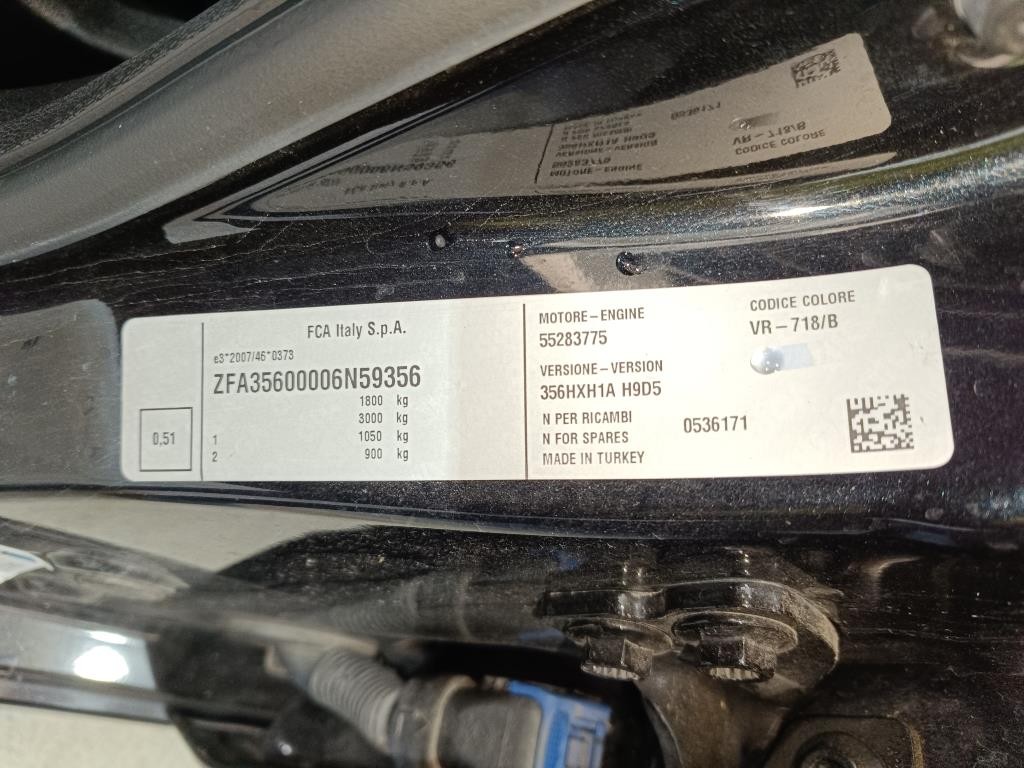 FCA Italy S.p.A.
e3*2007/46*0373
ZFA35600006N59356
1800 kg
3000 kg
1 1050 kg
2 900 kg
0,51
MOTORE-ENGINE
55283775
VERSIONE-VERSION
356HXH1A H9D5
N PER RICAMBI
N FOR SPARES 0536171
MADE IN TURKEY
CODICE COLORE
VR-718/B